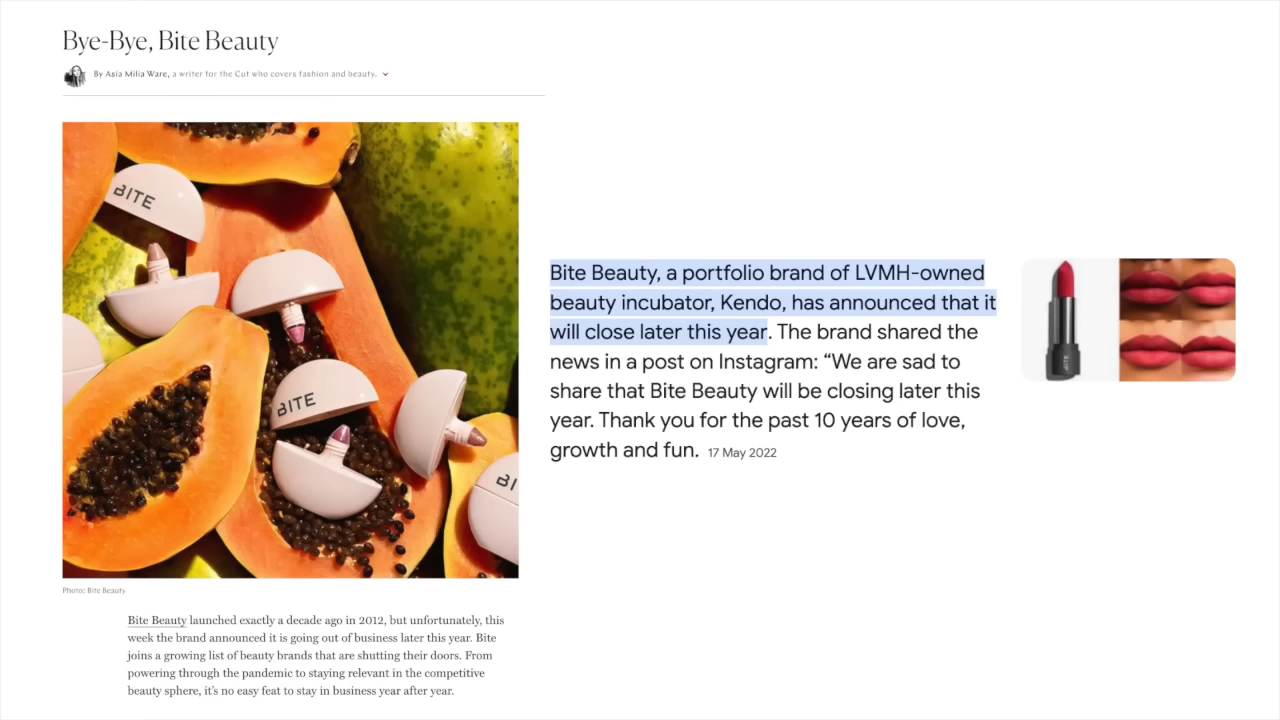 Bye-Bye, Bite Beauty
By Asia Milia Ware, a writer for the Cut who covers fashion and beauty.
BITE
BITE
BI
Photo: Bite Beauty
Bite Beauty launched exactly a decade ago in 2012, but unfortunately, this
week the brand announced it is going out of business later this year. Bite
joins a growing list of beauty brands that are shutting their doors. From
powering through the pandemic to staying relevant in the competitive
beauty sphere, it's no easy feat to stay in business year after year.
Bite Beauty, a portfolio brand of LVMH-owned
beauty incubator, Kendo, has announced that it
will close later this year. The brand shared the
news in a post on Instagram: “We are sad to
share that Bite Beauty will be closing later this
year. Thank you for the past 10 years of love,
growth and fun. 17 May 2022
BITE